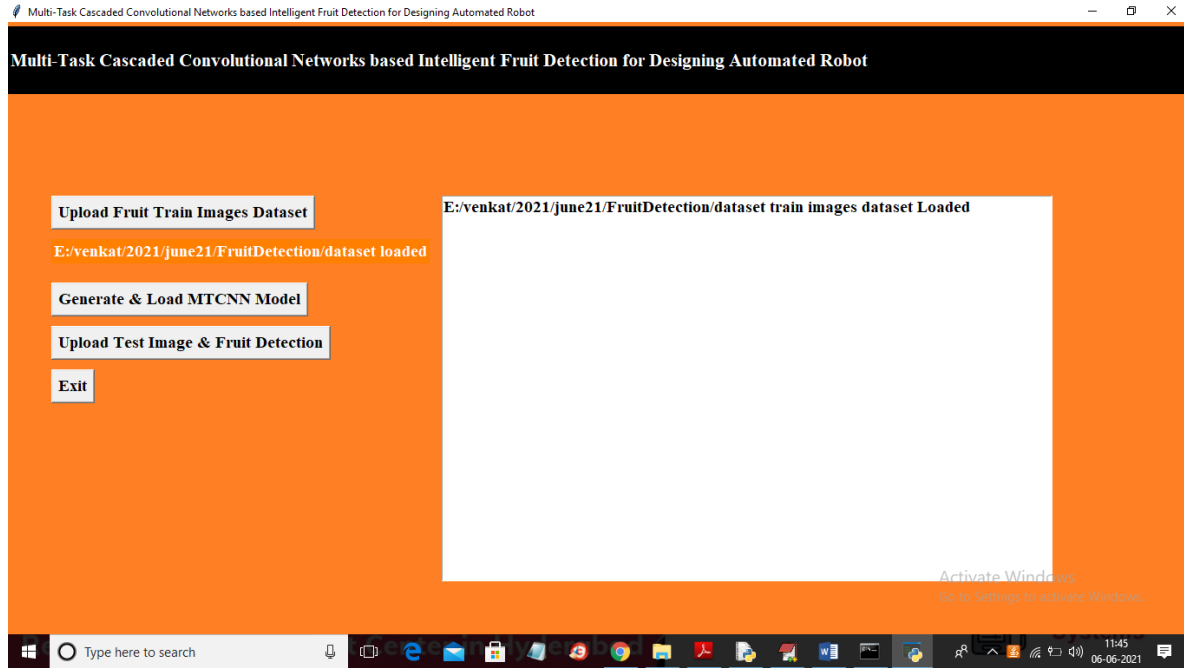 Multi-Task Cascaded Convolutional Networks based Intelligent Fruit Detection for Designing Automated Robot
Multi-Task Cascaded Convolutional Networks based Intelligent Fruit Detection for Designing Automated Robot
Upload Fruit Train Images Dataset
E:/venkat/2021/june21/FruitDetection/dataset loaded
Generate & Load MTCNN Model
Upload Test Image & Fruit Detection
Exit
E:/venkat/2021/june21/FruitDetection/dataset train images dataset Loaded
Activate Windows
Go to Settings to activate Windows.
Type here to search
11:45
06-06-2021